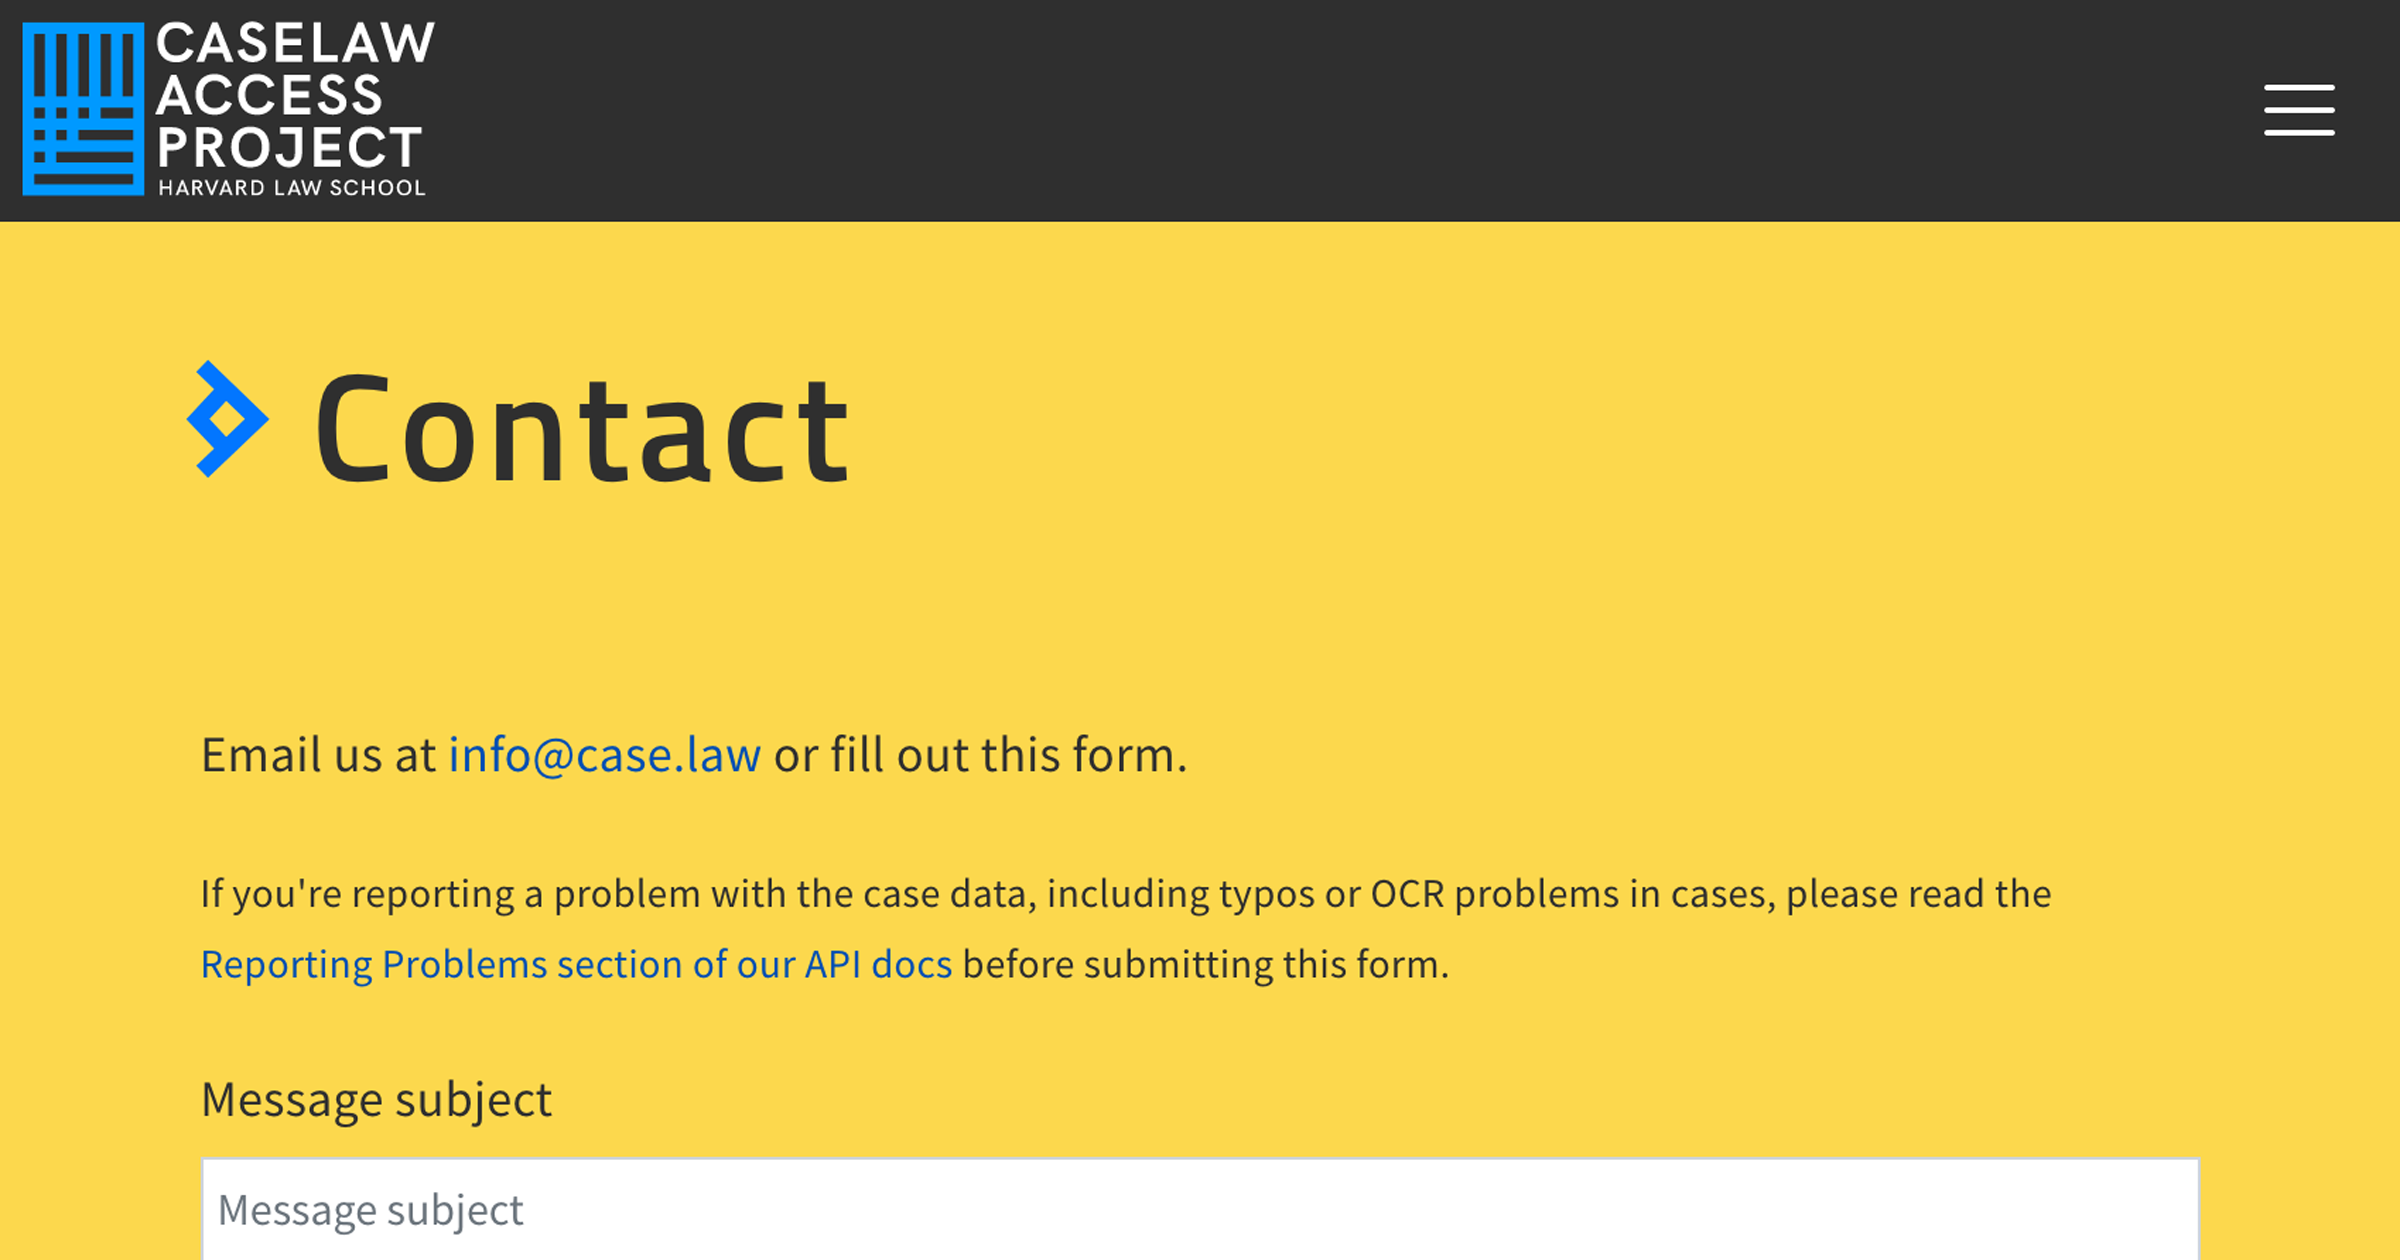 CASELAW
ACCESS
PROJECT
HARVARD LAW SCHOOL
Contact
Email us at info@case.law or fill out this form.
If you're reporting a problem with the case data, including typos or OCR problems in cases, please read the
Reporting Problems section of our API docs before submitting this form.
Message subject
Message subject